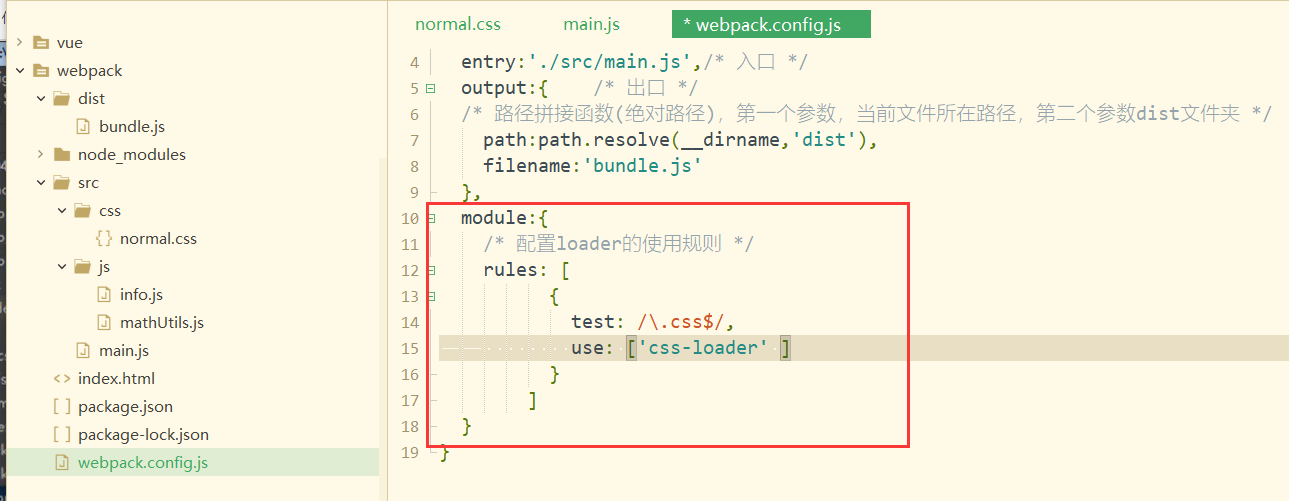 vue
webpack
dist
bundle.js
node_modules
src
css
normal.css
js
info.js
mathUtils.js
main.js
index.html
package.json
package-lock.json
webpack.config.js
normal.css main.js * webpack.config.js
4 entry:'./src/main.js',/* 入口 */
5 output:{ /* 出口 */
6 /* 路径拼接函数(绝对路径)，第一个参数，当前文件所在路径，第二个参数dist文件夹 */
7 path:path.resolve(__dirname,'dist'),
8 filename:'bundle.js'
9 },
10 module:{
11 /* 配置loader的使用规则 */
12 rules: [
13 {
14 test: /\.css$/,
15 use: ['css-loader' ]
16 }
17 ]
18 }
19 }